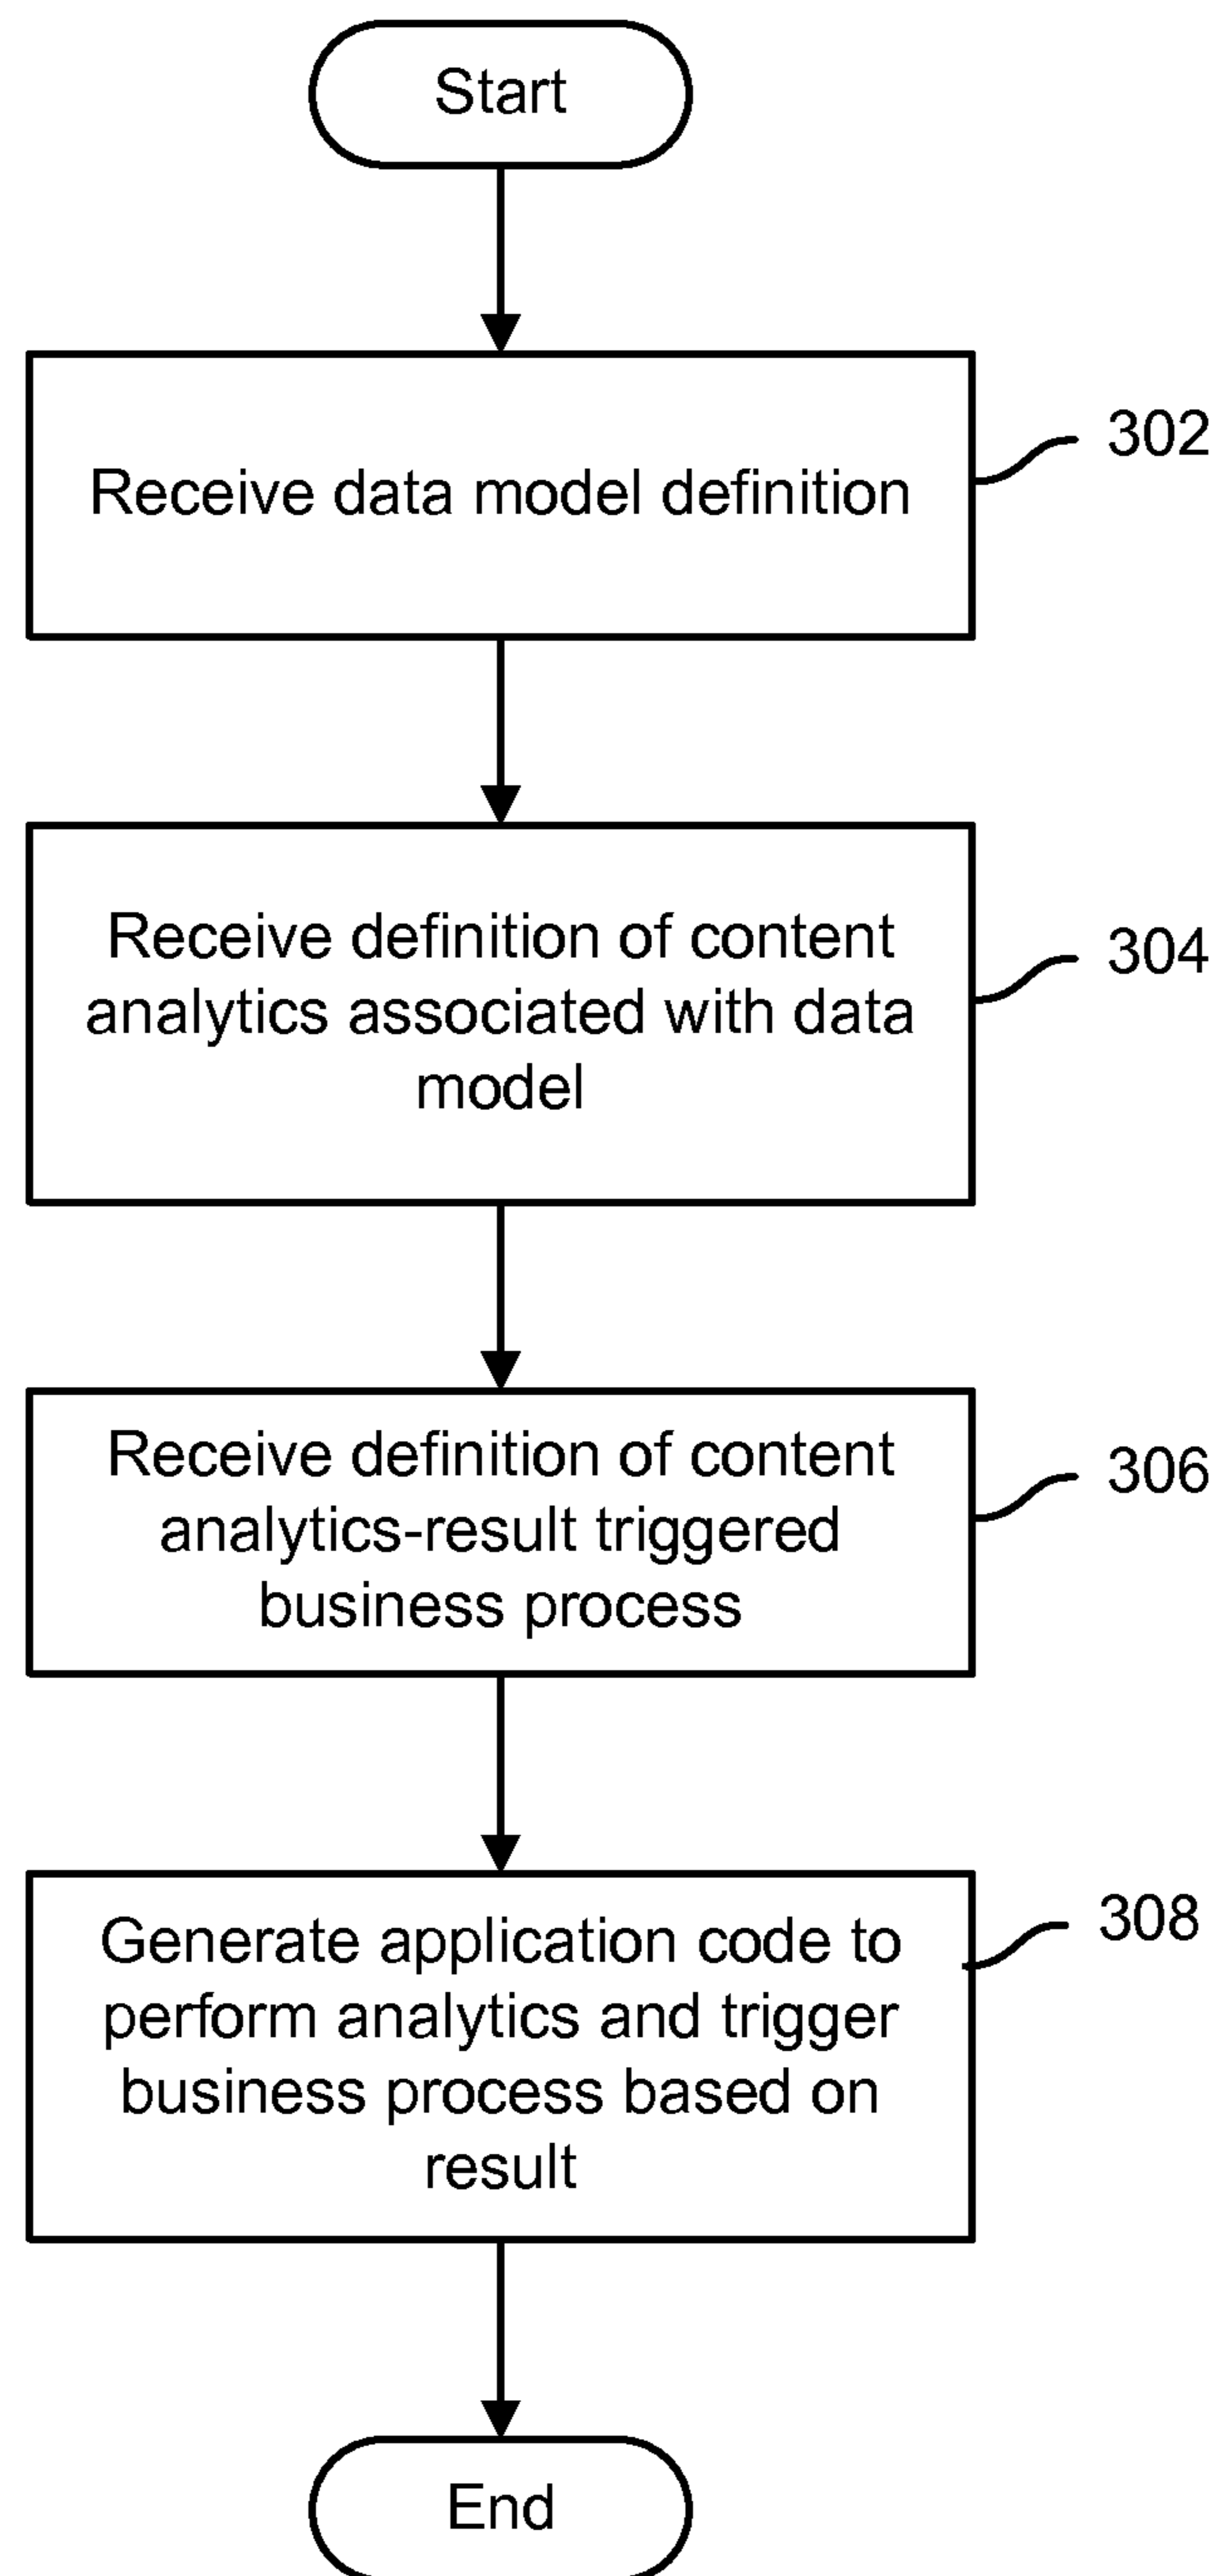 Start
Receive data model definition
302
Receive definition of content
analytics associated with data
model
304
Receive definition of content
analytics-result triggered
business process
306
Generate application code to
perform analytics and trigger
business process based on
result
308
End